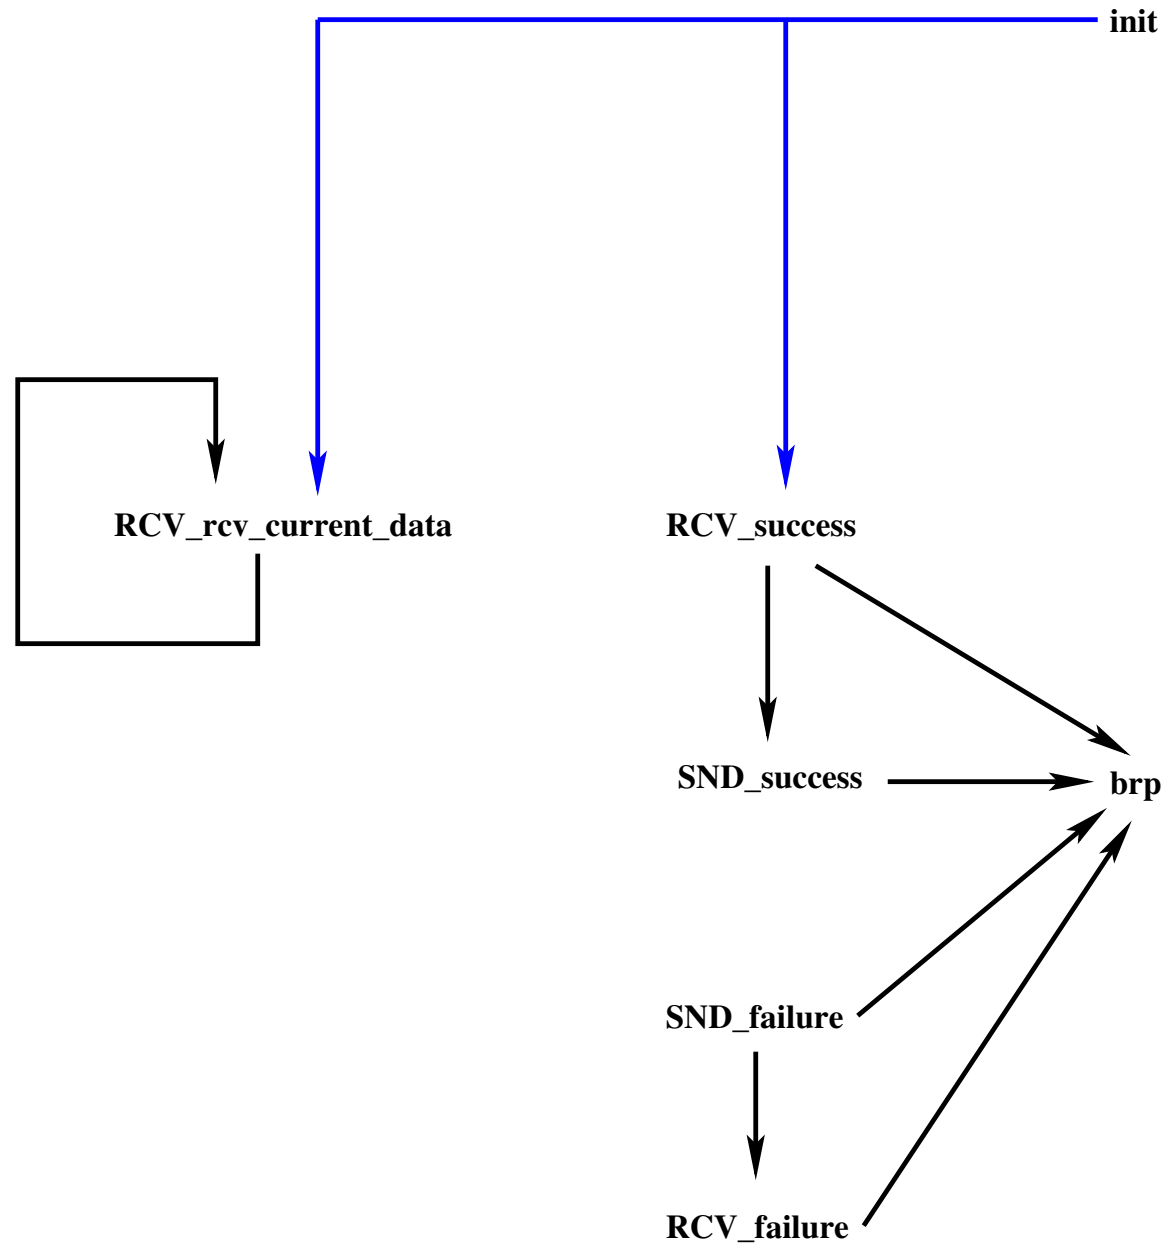 init
RCV_rcv_current_data
RCV_success
SND_success
brp
SND_failure
RCV_failure